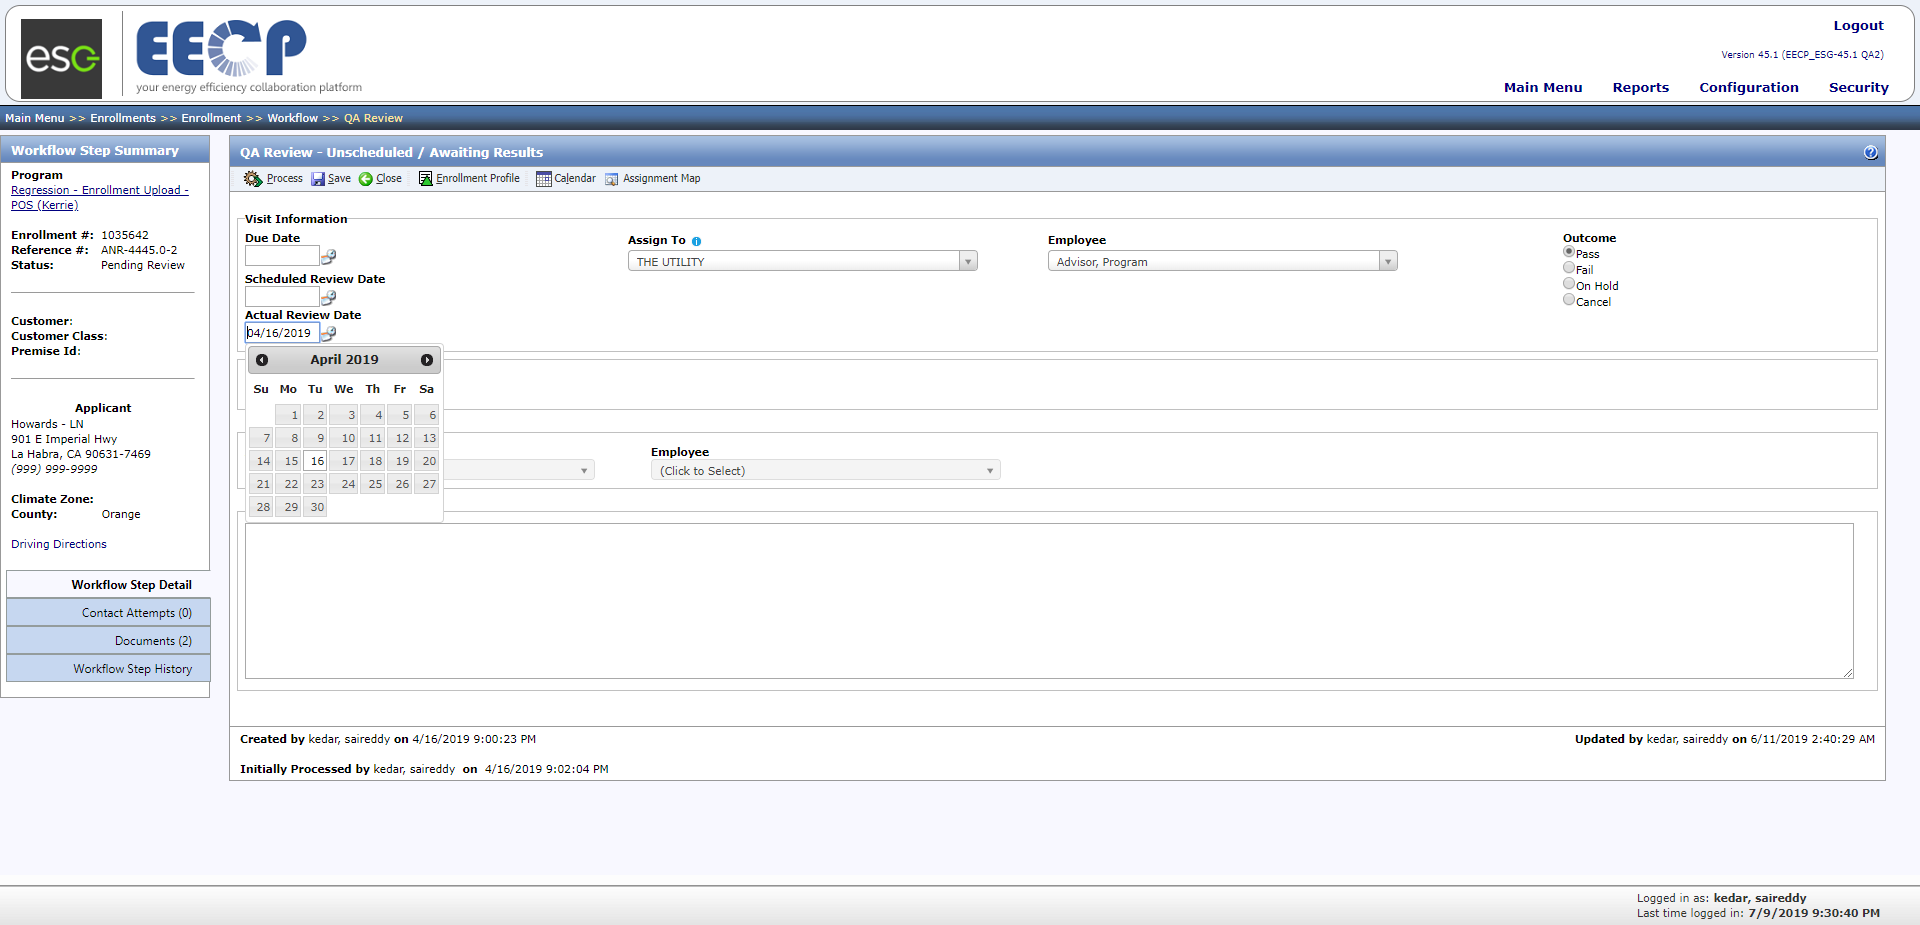 esc
EECP
your energy efficiency collaboration platform
Logout
Version 45.1 (EECP_ESG-45.1 QA2)
Main Menu Reports Configuration Security
Main Menu >> Enrollments >> Enrollment >> Workflow >> QA Review
Workflow Step Summary
Program
Regression - Enrollment Upload -
POS (Kerrie)
Enrollment #: 1035642
Reference #: ANR-4445.0-2
Status: Pending Review
Customer:
Customer Class:
Premise Id:
Applicant
Howards - LN
901 E Imperial Hwy
La Habra, CA 90631-7469
(999) 999-9999
Climate Zone:
County: Orange
Driving Directions
Workflow Step Detail
Contact Attempts (0)
Documents (2)
Workflow Step History
QA Review - Unscheduled / Awaiting Results
Process Save Close Enrollment Profile Calendar Assignment Map
Visit Information
Due Date
Assign To
THE UTILITY
Employee
Advisor, Program
Outcome
Pass
Fail
On Hold
Cancel
Scheduled Review Date
Actual Review Date
04/16/2019
April 2019
Su Mo Tu We Th Fr Sa
1 2 3 4 5 6
7 8 9 10 11 12 13
14 15 16 17 18 19 20
21 22 23 24 25 26 27
28 29 30
Employee
(Click to Select)
Created by kedar, saireddy on 4/16/2019 9:00:23 PM
Updated by kedar, saireddy on 6/11/2019 2:40:29 AM
Initially Processed by kedar, saireddy on 4/16/2019 9:02:04 PM
Logged in as: kedar, saireddy
Last time logged in: 7/9/2019 9:30:40 PM